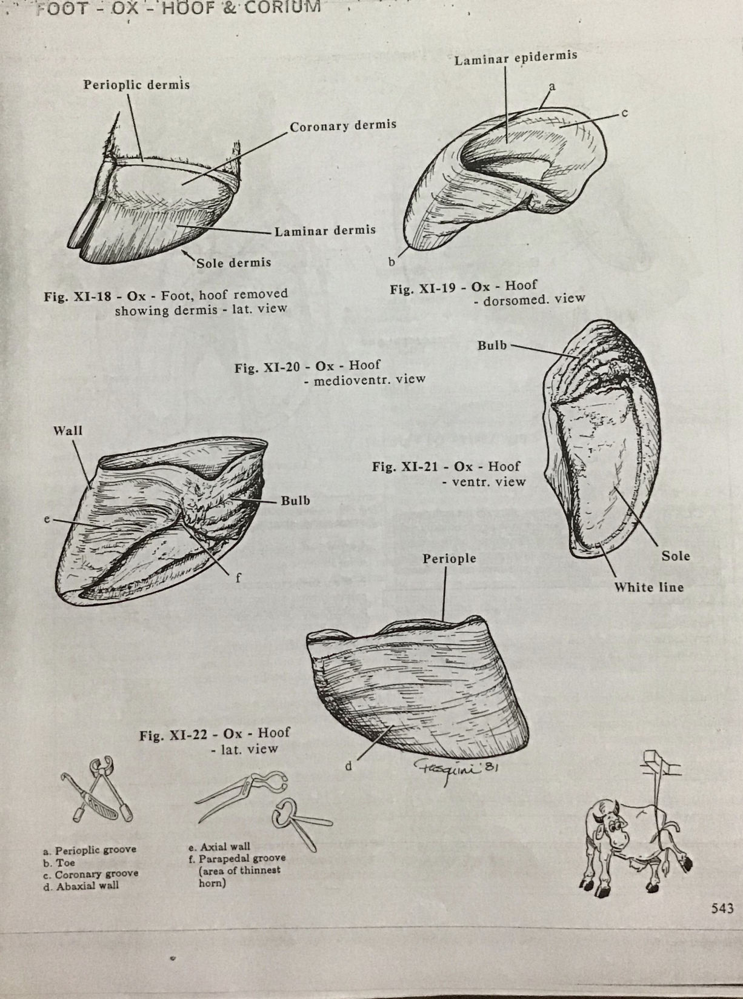 FOOT - OX - HOOF & CORIUM
Laminar epidermis
Perioplic dermis
a
c
Coronary dermis
Laminar dermis
Sole dermis
b
Fig. XI-18 - Ox - Foot, hoof removed
showing dermis - lat. view
Fig. XI-19 - Ox - Hoof
- dorsomed. view
Bulb
Fig. XI-20 - Ox - Hoof
- medioventr. view
Wall
Fig. XI-21 - Ox - Hoof
- ventr. view
Bulb
e
f
Sole
Periople
White line
Fig. XI-22 - Ox - Hoof
- lat. view
d
Pasquini '81
a. Perioplic groove
b. Toe
c. Coronary groove
d. Abaxial wall
e. Axial wall
f. Parapedal groove
(area of thinnest
horn)
543